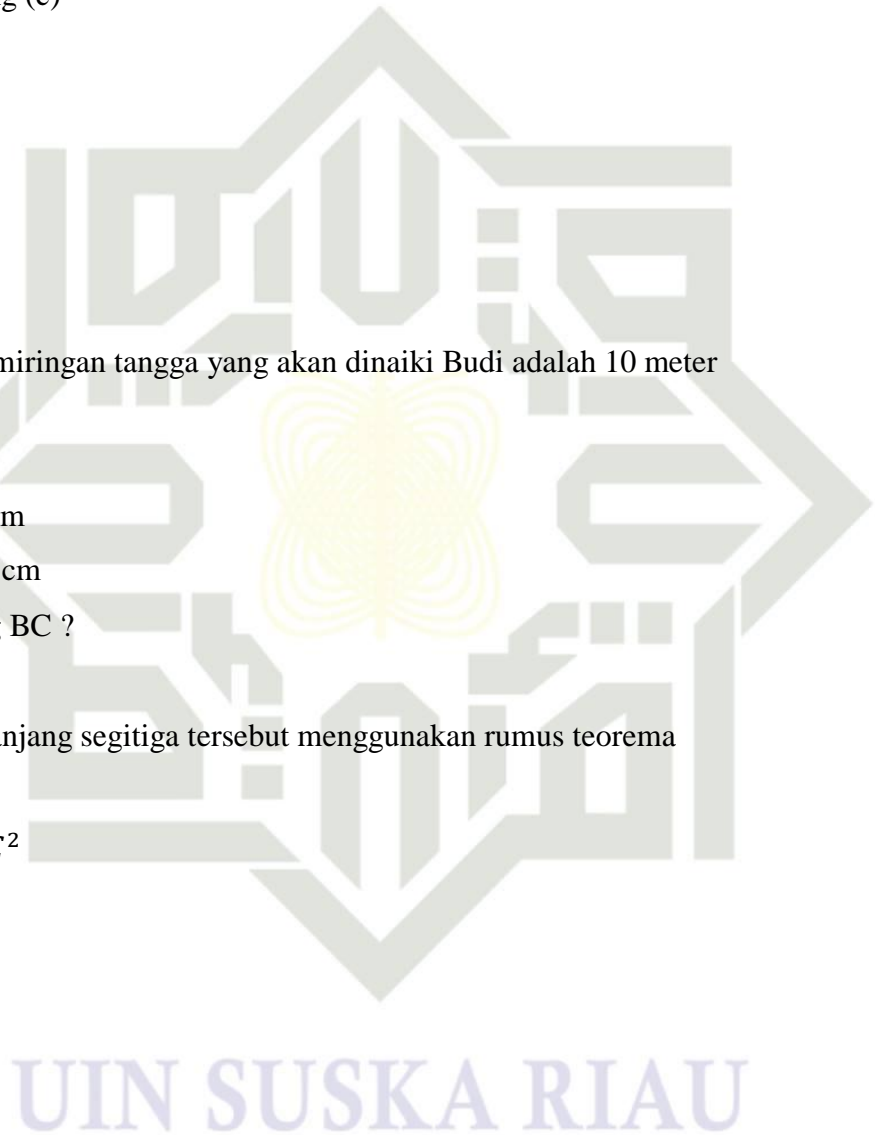 (c)
miringan tangga yang akan dinaiki Budi adalah 10 meter
m
cm
BC ?
segitiga tersebut menggunakan rumus teorema
²
UIN SUSKA RIAU